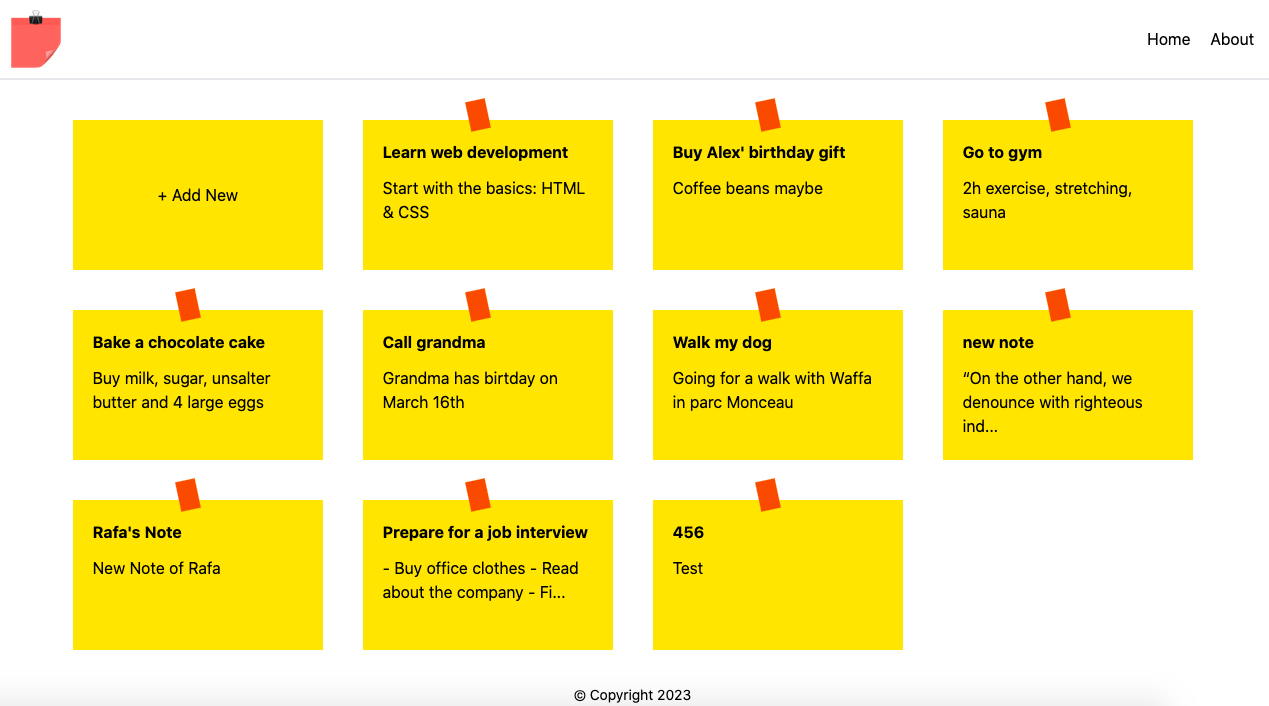 Home About
+ Add New
Learn web development
Start with the basics: HTML
& CSS
Buy Alex' birthday gift
Coffee beans maybe
Go to gym
2h exercise, stretching,
sauna
Bake a chocolate cake
Buy milk, sugar, unsalter
butter and 4 large eggs
Call grandma
Grandma has birtday on
March 16th
Walk my dog
Going for a walk with Waffa
in parc Monceau
new note
“On the other hand, we
denounce with righteous
ind...
Rafa's Note
New Note of Rafa
Prepare for a job interview
- Buy office clothes - Read
about the company - Fi...
456
Test
© Copyright 2023